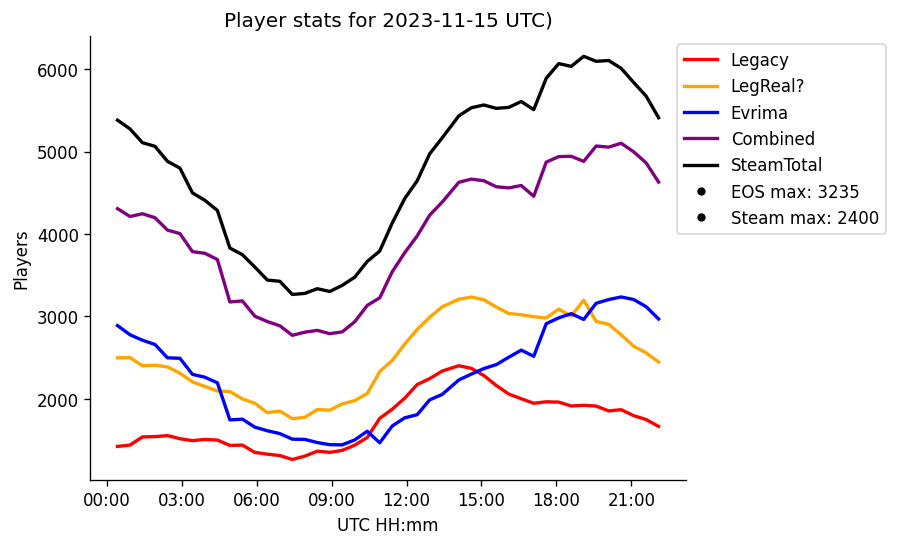 Player stats for 2023-11-15 UTC)
Legacy
LegReal?
Evrima
Combined
SteamTotal
EOS max: 3235
Steam max: 2400
Players
6000
5000
4000
3000
2000
00:00 03:00 06:00 09:00 12:00 15:00 18:00 21:00
UTC HH:mm